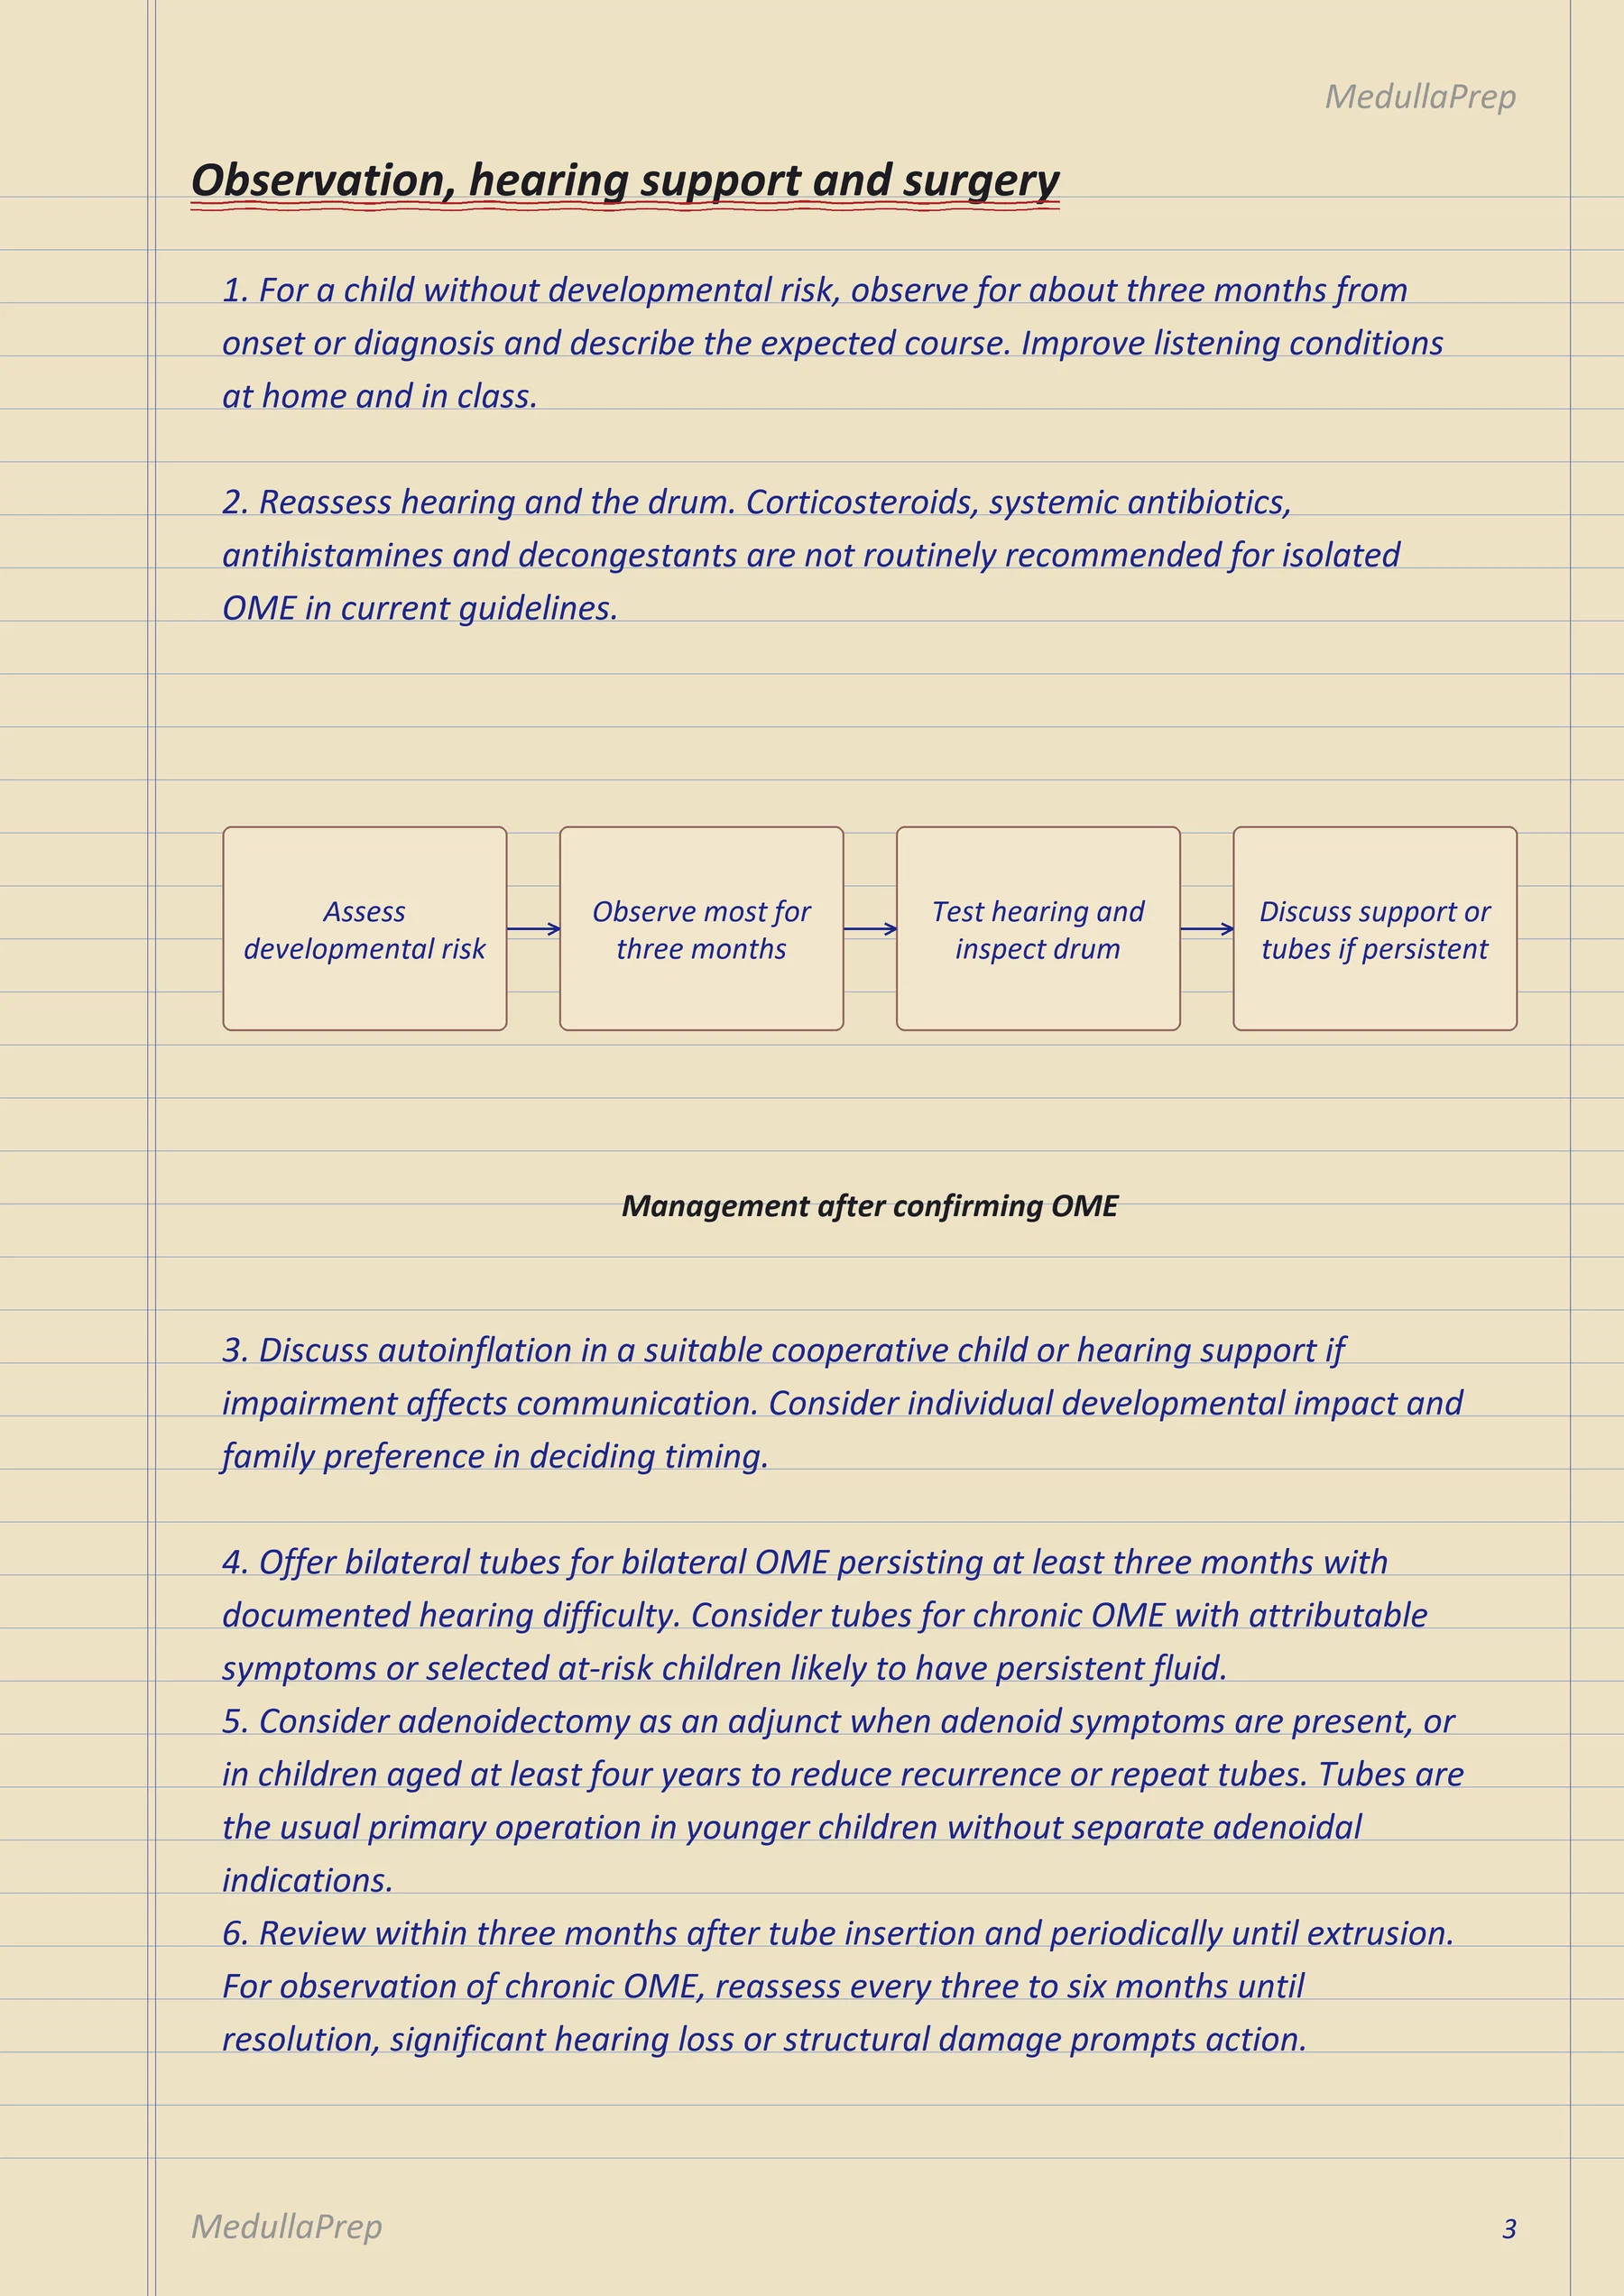 MedullaPrep
Observation, hearing support and surgery
1. For a child without developmental risk, observe for about three months from
onset or diagnosis and describe the expected course. Improve listening conditions
at home and in class.
2. Reassess hearing and the drum. Corticosteroids, systemic antibiotics,
antihistamines and decongestants are not routinely recommended for isolated
OME in current guidelines.
Assess
developmental risk
Observe most for
three months
Test hearing and
inspect drum
Discuss support or
tubes if persistent
Management after confirming OME
3. Discuss autoinflation in a suitable cooperative child or hearing support if
impairment affects communication. Consider individual developmental impact and
family preference in deciding timing.
4. Offer bilateral tubes for bilateral OME persisting at least three months with
documented hearing difficulty. Consider tubes for chronic OME with attributable
symptoms or selected at-risk children likely to have persistent fluid.
5. Consider adenoidectomy as an adjunct when adenoid symptoms are present, or
in children aged at least four years to reduce recurrence or repeat tubes. Tubes are
the usual primary operation in younger children without separate adenoidal
indications.
6. Review within three months after tube insertion and periodically until extrusion.
For observation of chronic OME, reassess every three to six months until
resolution, significant hearing loss or structural damage prompts action.
MedullaPrep
3